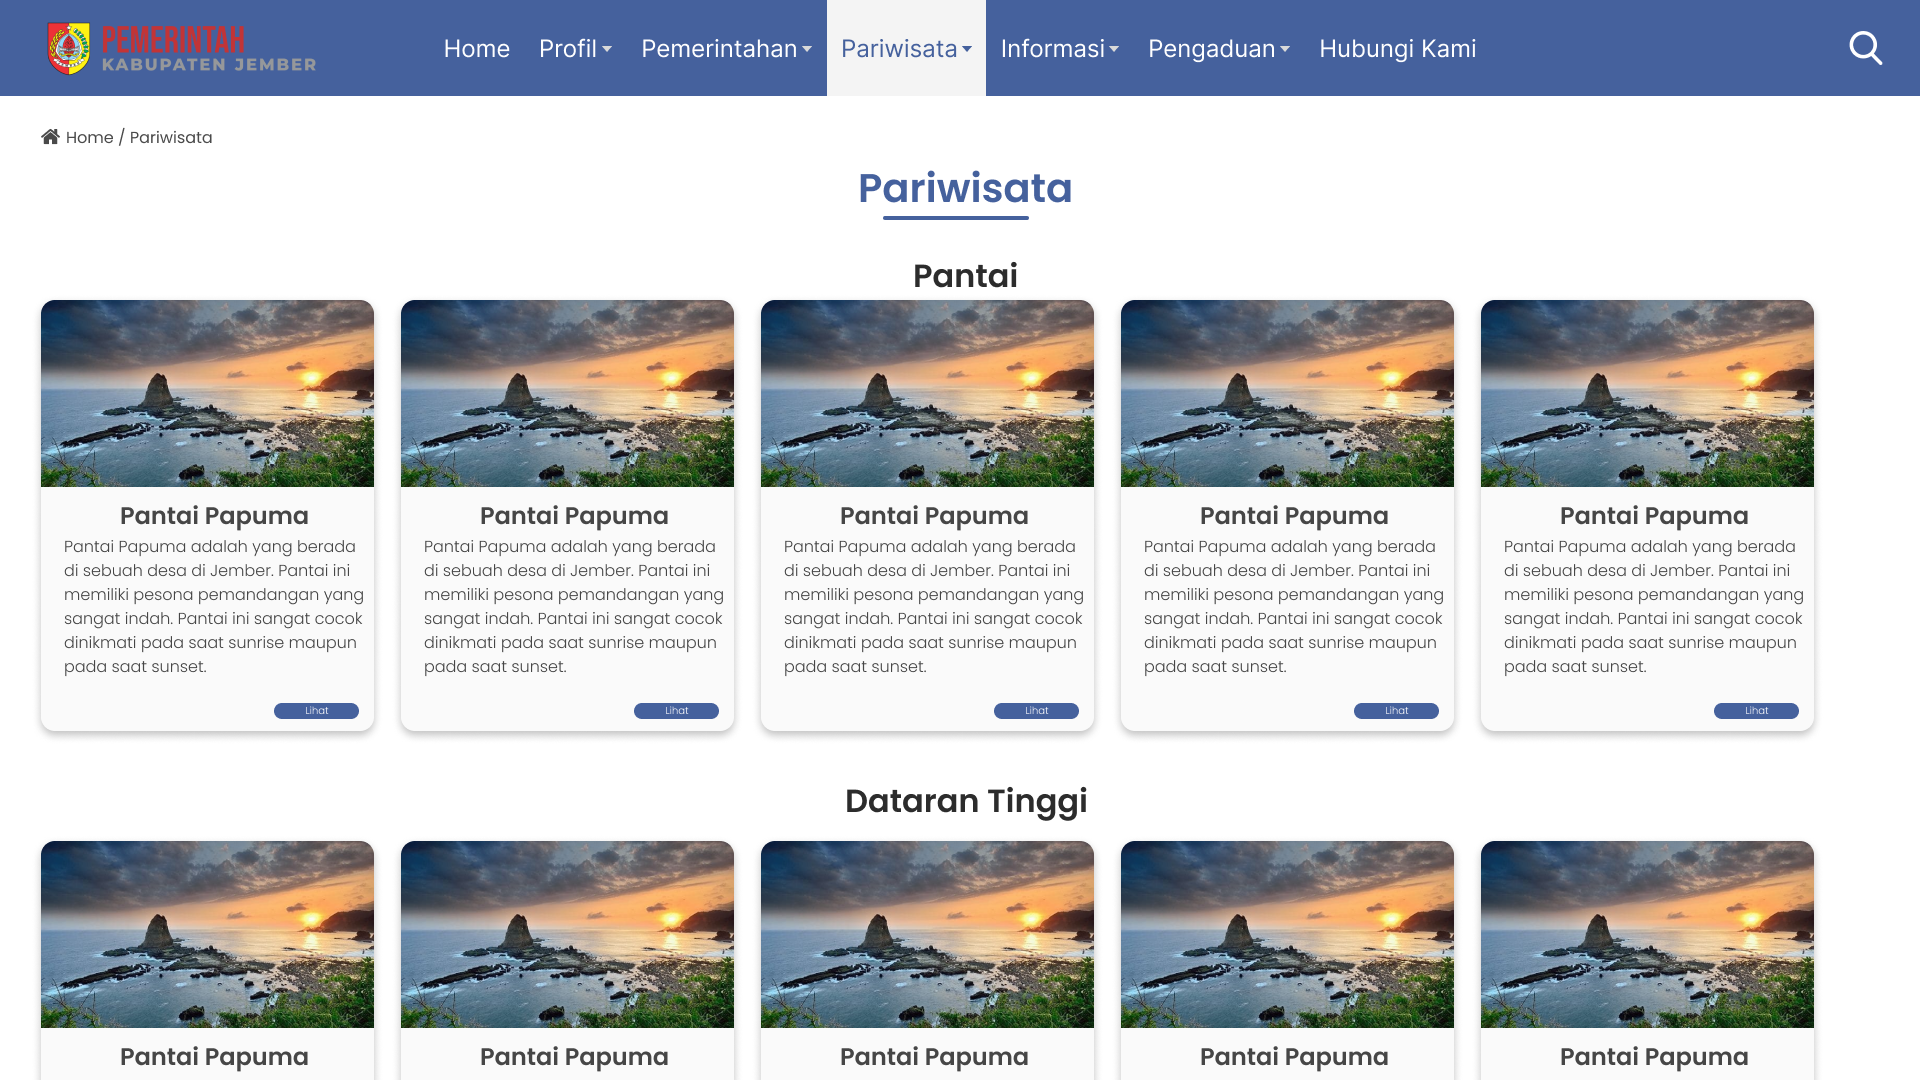 PEMERINTAH
KABUPATEN JEMBER
Home Profil Pemerintahan Pariwisata Informasi Pengaduan Hubungi Kami
Home / Pariwisata
Pariwisata
Pantai
Pantai Papuma
Pantai Papuma adalah yang berada
di sebuah desa di Jember. Pantai ini
memiliki pesona pemandangan yang
sangat indah. Pantai ini sangat cocok
dinikmati pada saat sunrise maupun
pada saat sunset.
Lihat
Pantai Papuma
Pantai Papuma adalah yang berada
di sebuah desa di Jember. Pantai ini
memiliki pesona pemandangan yang
sangat indah. Pantai ini sangat cocok
dinikmati pada saat sunrise maupun
pada saat sunset.
Lihat
Pantai Papuma
Pantai Papuma adalah yang berada
di sebuah desa di Jember. Pantai ini
memiliki pesona pemandangan yang
sangat indah. Pantai ini sangat cocok
dinikmati pada saat sunrise maupun
pada saat sunset.
Lihat
Pantai Papuma
Pantai Papuma adalah yang berada
di sebuah desa di Jember. Pantai ini
memiliki pesona pemandangan yang
sangat indah. Pantai ini sangat cocok
dinikmati pada saat sunrise maupun
pada saat sunset.
Lihat
Pantai Papuma
Pantai Papuma adalah yang berada
di sebuah desa di Jember. Pantai ini
memiliki pesona pemandangan yang
sangat indah. Pantai ini sangat cocok
dinikmati pada saat sunrise maupun
pada saat sunset.
Lihat
Dataran Tinggi
Pantai Papuma
Pantai Papuma
Pantai Papuma
Pantai Papuma
Pantai Papuma